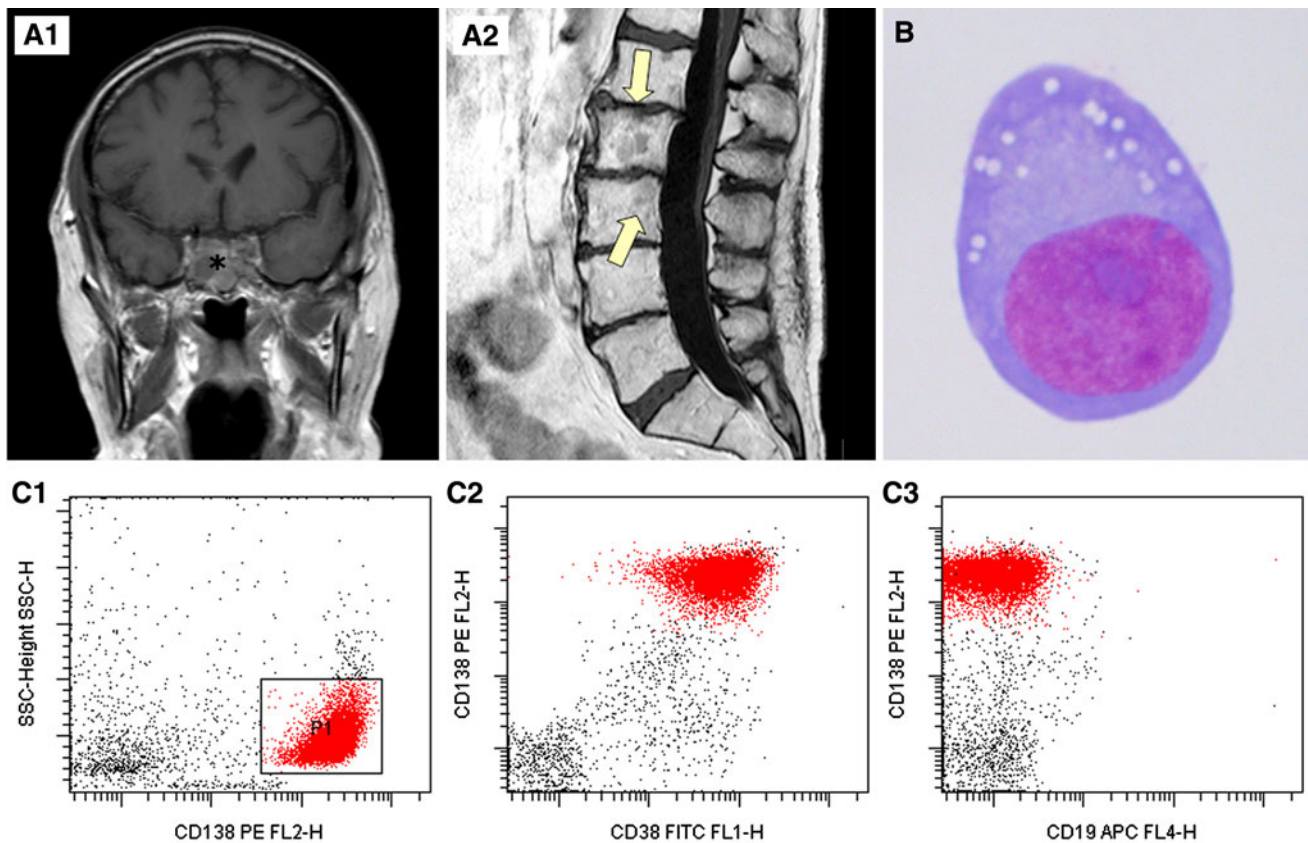 A1
*
A2
B
C1
SSC-Height SSC-H
P1
CD138 PE FL2-H
C2
CD138 PE FL2-H
CD38 FITC FL1-H
C3
CD138 PE FL2-H
CD19 APC FL4-H